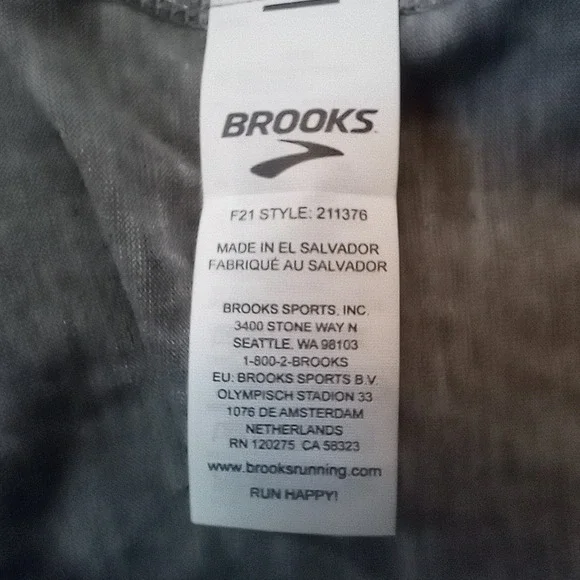 BROOKS
F21 STYLE: 211376
MADE IN EL SALVADOR
FABRIQUÉ AU SALVADOR
BROOKS SPORTS, INC.
3400 STONE WAY N
SEATTLE, WA 98103
1-800-2-BROOKS
EU: BROOKS SPORTS B.V.
OLYMPISCH STADION 33
1076 DE AMSTERDAM
NETHERLANDS
RN 120275 CA 58323
www.brooksrunning.com
RUN HAPPY!